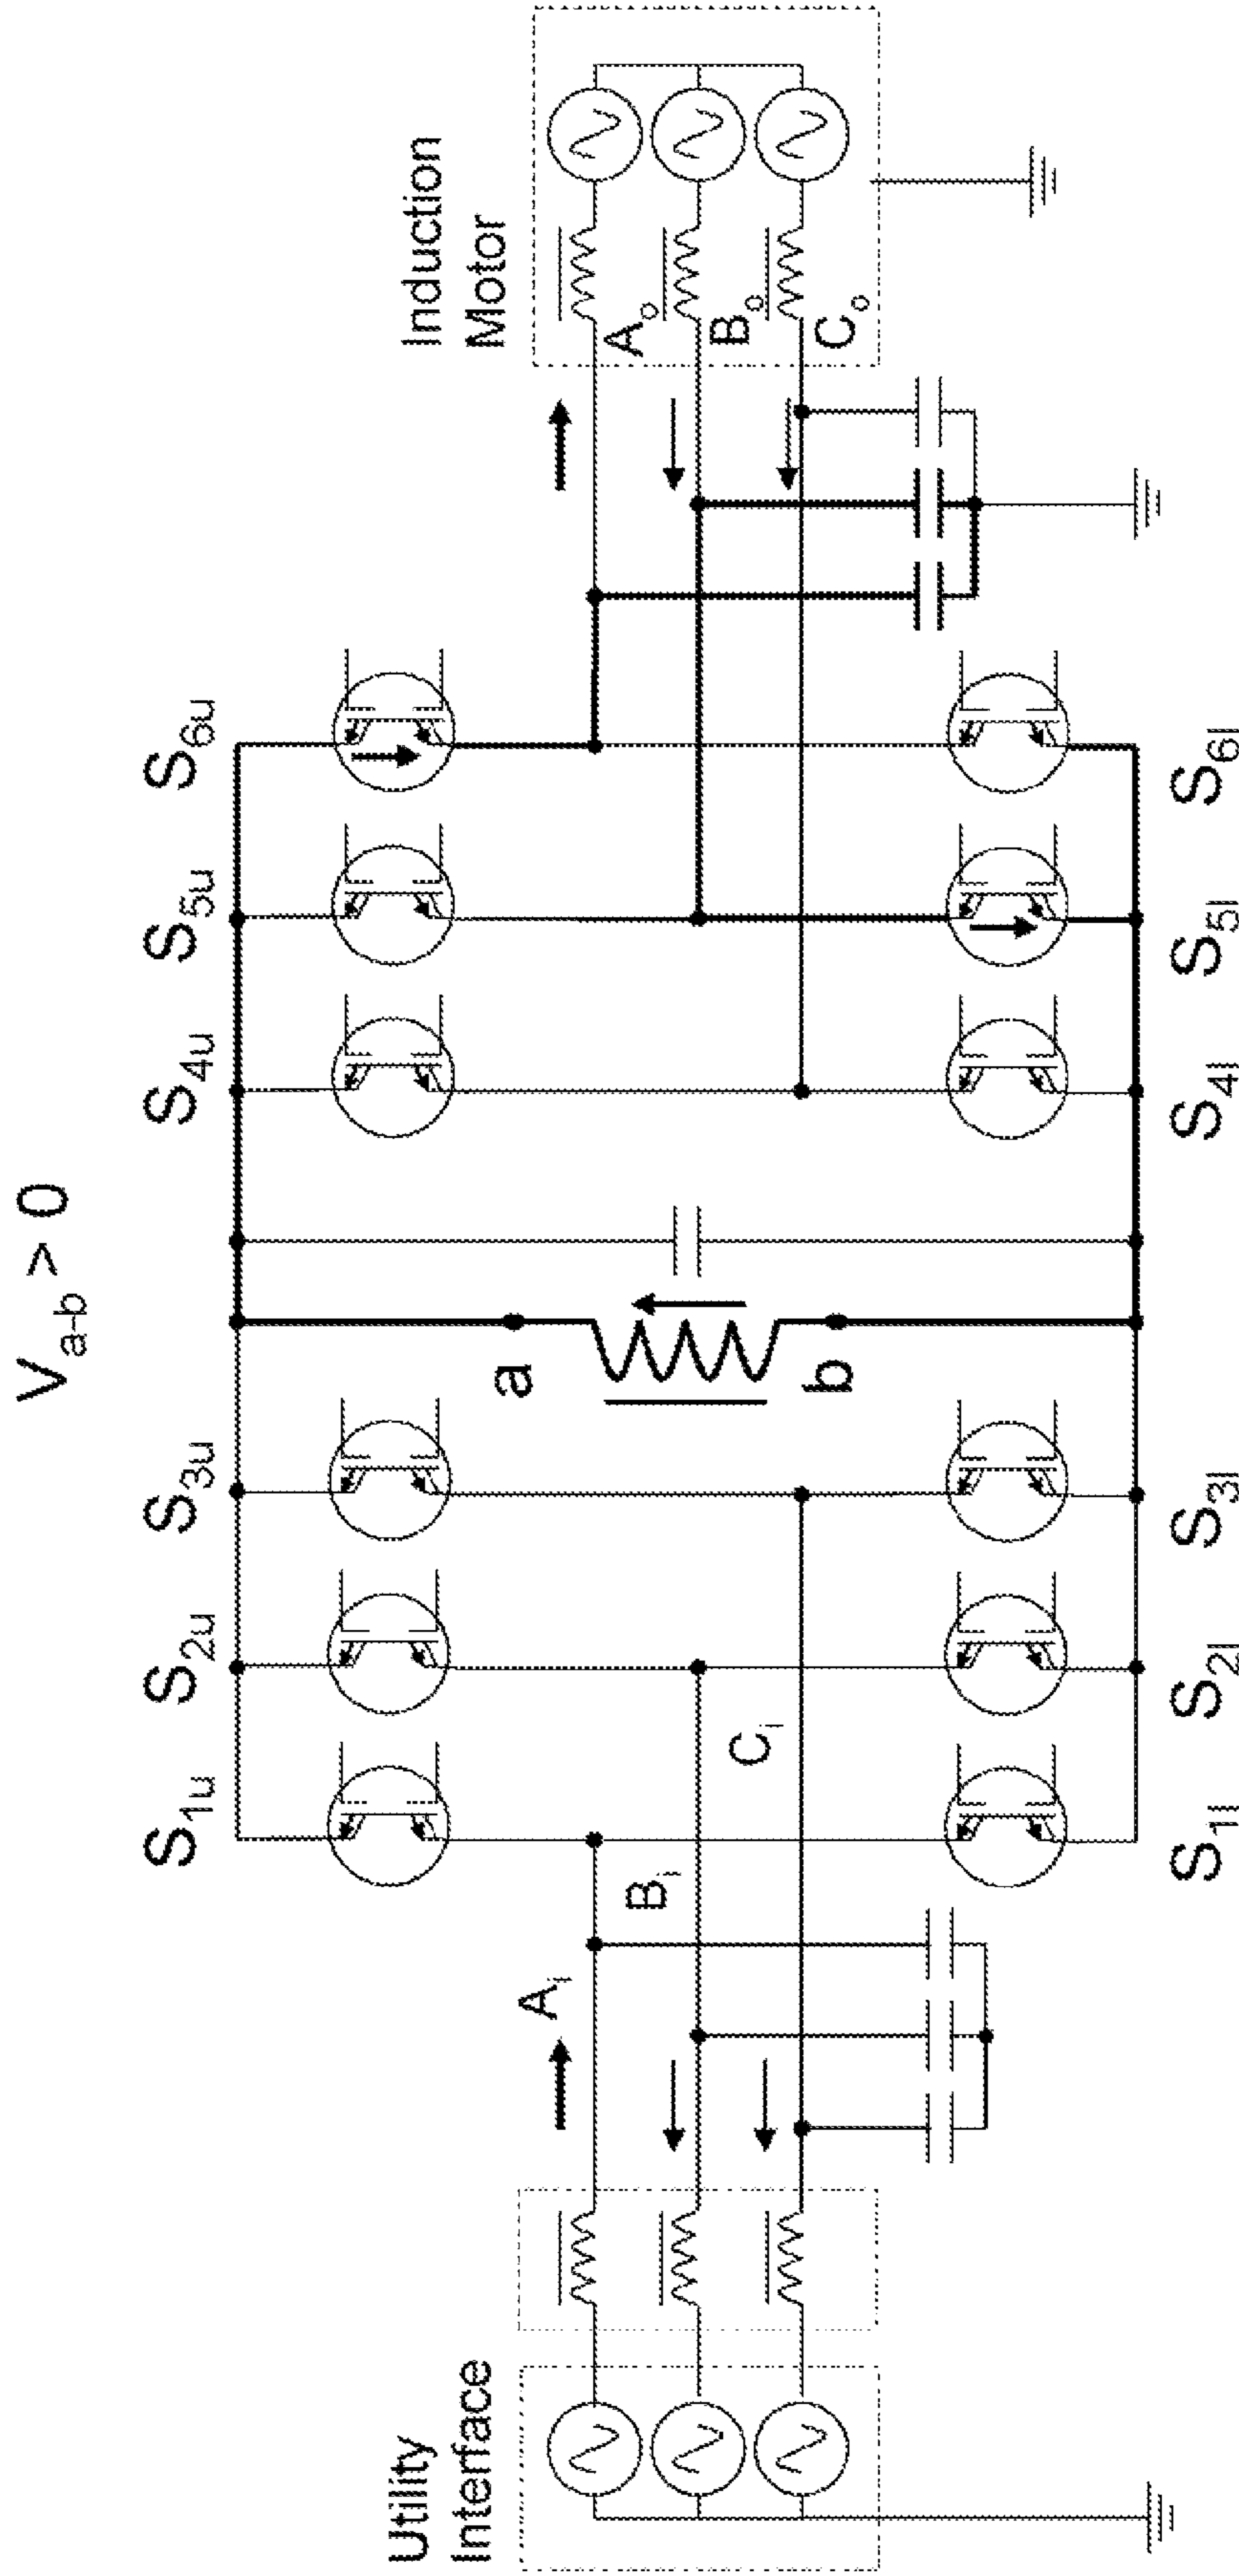 V_a-b > 0
S_1u
S_2u
S_3u
S_4u
S_5u
S_6u
Utility
Interface
Induction
Motor
A_i
B_i
C_i
a
b
A_o
B_o
C_o
S_1l
S_2l
S_3l
S_4l
S_5l
S_6l